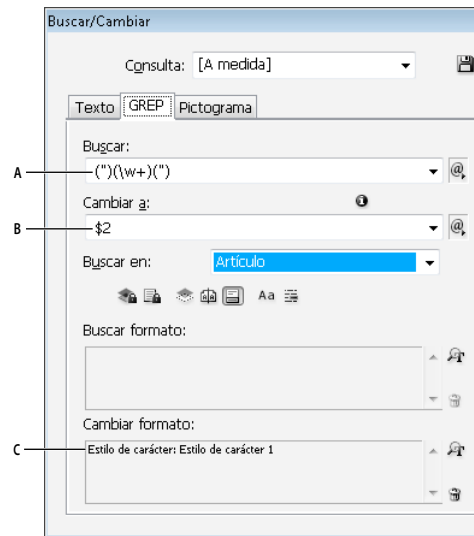 Buscar/Cambiar
Consulta: [A medida]
Texto GREP Pictograma
Buscar:
A (")(\w+)(")
Cambiar a:
B $2
Buscar en: Artículo
Aa
Buscar formato:
Cambiar formato:
C Estilo de carácter: Estilo de carácter 1